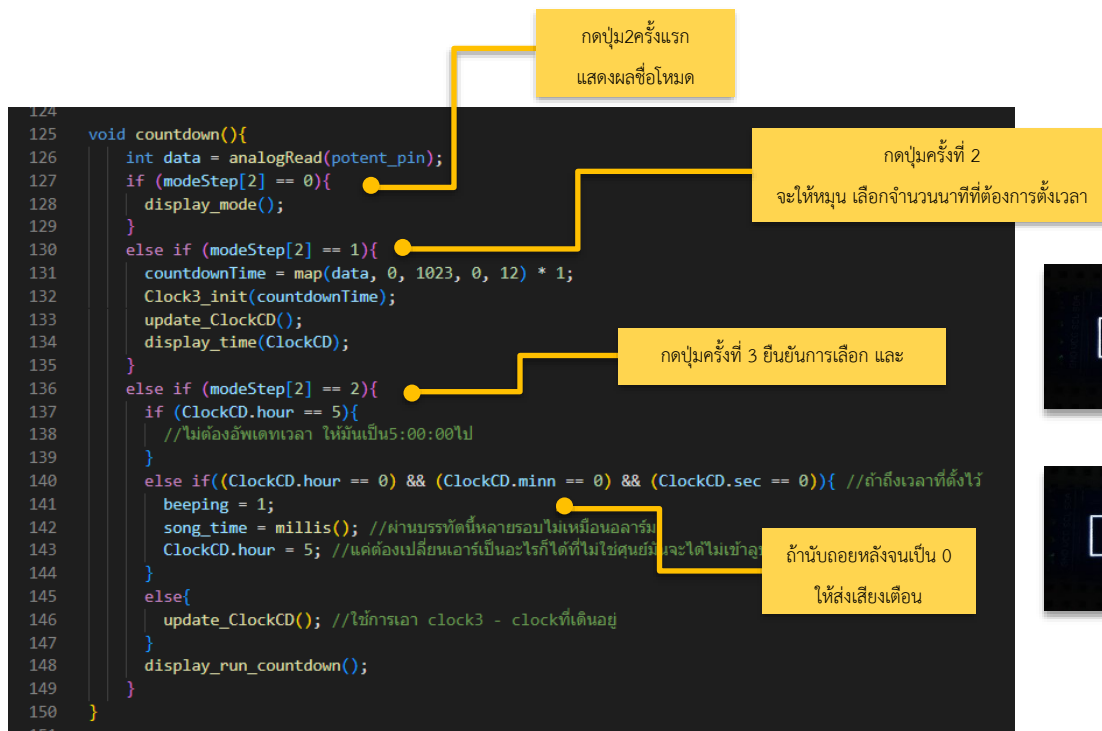 กดปุ่ม2ครั้งแรก
แสดงผลชื่อโหมด
กดปุ่มครั้งที่ 2
จะให้หมุน เลือกจำนวนนาทีที่ต้องการตั้งเวลา
กดปุ่มครั้งที่ 3 ยืนยันการเลือก และ
ถ้านับถอยหลังจนเป็น 0
ให้ส่งเสียงเตือน
124
125 void countdown(){
126 int data = analogRead(potent_pin);
127 if (modeStep[2] == 0){
128 display_mode();
129 }
130 else if (modeStep[2] == 1){
131 countdownTime = map(data, 0, 1023, 0, 12) * 1;
132 Clock3_init(countdownTime);
133 update_ClockCD();
134 display_time(ClockCD);
135 }
136 else if (modeStep[2] == 2){
137 if (ClockCD.hour == 5){
138 //ไม่ต้องอัพเดทเวลา ให้มันเป็น5:00:00ไป
139 }
140 else if((ClockCD.hour == 0) && (ClockCD.minn == 0) && (ClockCD.sec == 0)){ //ถ้าถึงเวลาที่ตั้งไว้
141 beeping = 1;
142 song_time = millis(); //ผ่านบรรทัดนี้หลายรอบไม่เหมือนอลาร์ม
143 ClockCD.hour = 5; //แค่ต้องเปลี่ยนเอาร์เป็นอะไรก็ได้ที่ไม่ใช่ศูนย์มันจะได้ไม่เข้าลู
144 }
145 else{
146 update_ClockCD(); //ใช้การเอา clock3 - clockที่เดินอยู่
147 }
148 display_run_countdown();
149 }
150 }